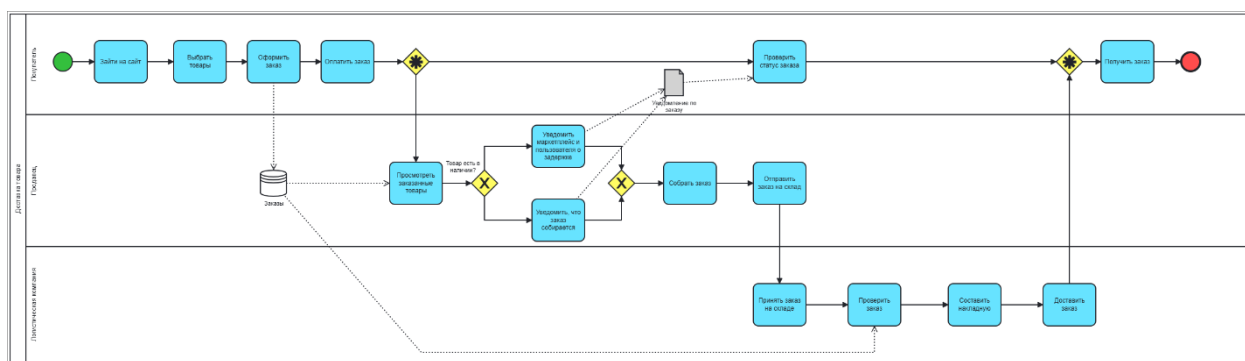 Доставка товара
Покупатель
Зайти на сайт
Выбрать
товары
Оформить
заказ
Оплатить заказ
Проверить
статус заказа
Получить заказ
Уведомление по
заказу
Продавец
Заказы
Просмотреть
заказанные
товары
Товар есть в
наличие?
Уведомить
маркетплейс и
пользователя о
задержке
Уведомить, что
заказ
собирается
Собрать заказ
Отправить
заказ на склад
Логистическая компания
Принять заказ
на складе
Проверить
заказ
Составить
накладную
Доставить
заказ